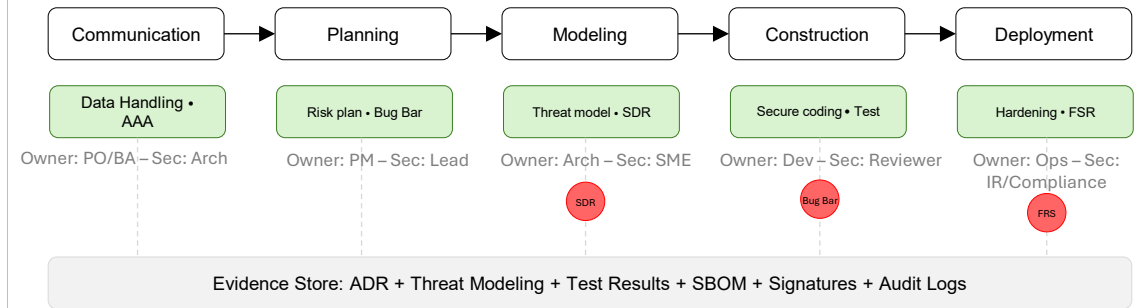 Communication
Planning
Modeling
Construction
Deployment
Data Handling •
AAA
Risk plan • Bug Bar
Threat model • SDR
Secure coding • Test
Hardening • FSR
Owner: PO/BA – Sec: Arch
Owner: PM – Sec: Lead
Owner: Arch – Sec: SME
Owner: Dev – Sec: Reviewer
Owner: Ops – Sec:
IR/Compliance
SDR
Bug Bar
FRS
Evidence Store: ADR + Threat Modeling + Test Results + SBOM + Signatures + Audit Logs